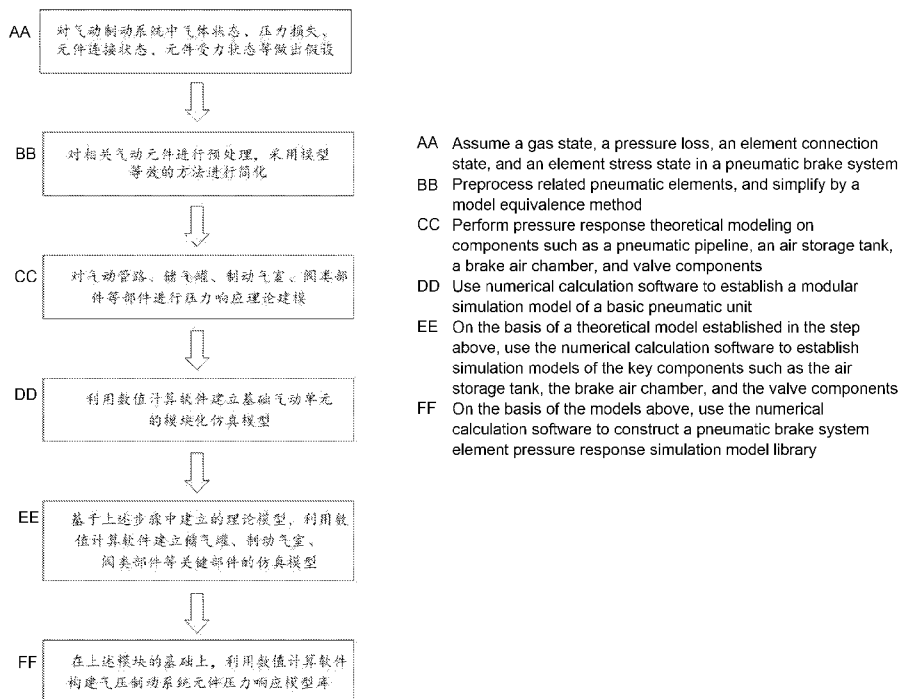 AA
对气动制动系统中气体状态、压力损失、
元件连接状态、元件受力状态等做出假设
BB
对相关气动元件进行预处理，采用模型
等效的方法进行简化
CC
对气动管路、储气罐、制动气室、阀类部
件等部件进行压力响应理论建模
DD
利用数值计算软件建立基础气动单元
的模块化仿真模型
EE
基于上述步骤中建立的理论模型，利用数
值计算软件建立储气罐、制动气室、
阀类部件等关键部件的仿真模型
FF
在上述模块的基础上，利用数值计算软件
构建气压制动系统元件压力响应模型库
AA Assume a gas state, a pressure loss, an element connection
state, and an element stress state in a pneumatic brake system
BB Preprocess related pneumatic elements, and simplify by a
model equivalence method
CC Perform pressure response theoretical modeling on
components such as a pneumatic pipeline, an air storage tank,
a brake air chamber, and valve components
DD Use numerical calculation software to establish a modular
simulation model of a basic pneumatic unit
EE On the basis of a theoretical model established in the step
above, use the numerical calculation software to establish
simulation models of the key components such as the air
storage tank, the brake air chamber, and the valve components
FF On the basis of the models above, use the numerical
calculation software to construct a pneumatic brake system
element pressure response simulation model library